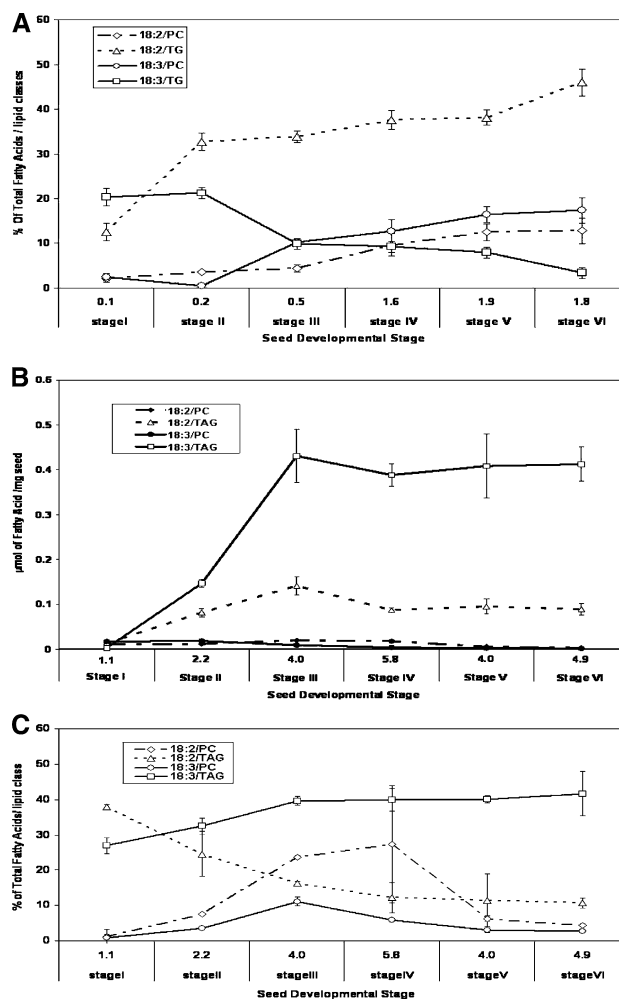 A
% Of Total Fatty Acids / lipid classes
60
50
40
30
20
10
0
18:2/PC
18:2/TG
18:3/PC
18:3/TG
0.1 0.2 0.5 1.6 1.9 1.8
stageI stage II stage III stage IV stage V stage VI
Seed Developmental Stage
B
µmol of Fatty Acid /mg seed
0.6
0.5
0.4
0.3
0.2
0.1
0
18:2/PC
18:2/TAG
18:3/PC
18:3/TAG
1.1 2.2 4.0 5.8 4.0 4.9
Stage I Stage II Stage III Stage IV Stage V Stage VI
Seed Developmental Stage
C
% of Total Fatty Acids/ lipid class
60
50
40
30
20
10
0
18:2/PC
18:2/TAG
18:3/PC
18:3/TAG
1.1 2.2 4.0 5.8 4.0 4.9
stageI stageII stageIII stageIV stageV stageVI
Seed Developmental Stage